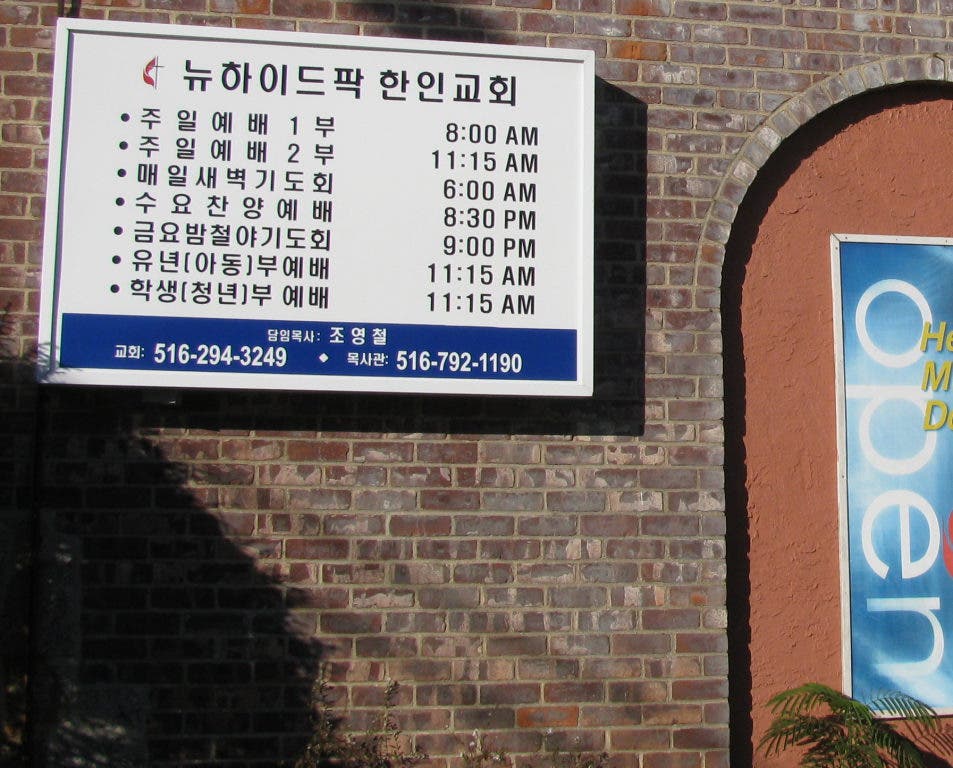 뉴하이드팍 한인교회
• 주일예배 1부 8:00 AM
• 주일예배 2부 11:15 AM
• 매일새벽기도회 6:00 AM
• 수요찬양예배 8:30 PM
• 금요밤철야기도회 9:00 PM
• 유년(아동)부예배 11:15 AM
• 학생(청년)부예배 11:15 AM
담임목사: 조영철
교회: 516-294-3249 ◆ 목사관: 516-792-1190
open